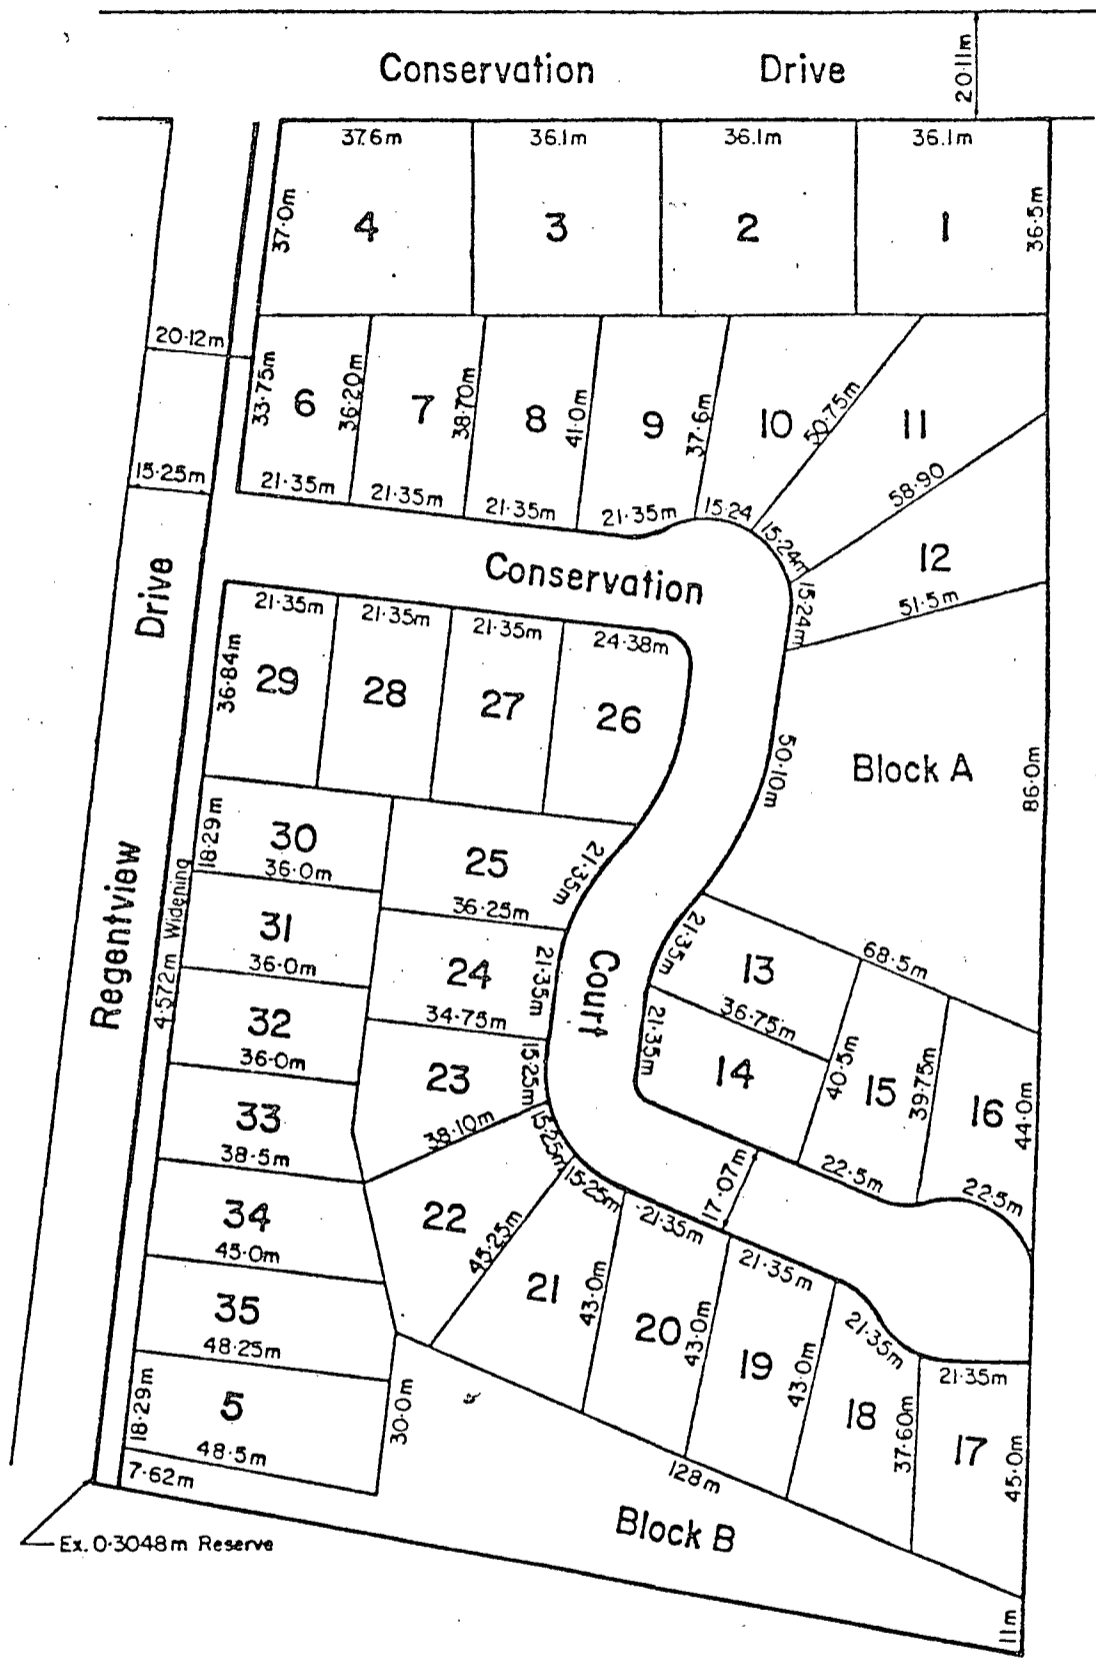 Conservation Drive
20.11m
37.6m 36.1m 36.1m 36.1m
37.0m 4 3 2 1 36.5m
20.12m
33.75m 6 36.20m 7 38.70m 8 41.0m 9 37.6m 10 50.75m 11
58.90
15.25m
21.35m 21.35m 21.35m 21.35m 15.24 15.24m
12
51.5m
15.24m
Conservation
Drive
21.35m 21.35m 21.35m 24.38m
36.84m 29 28 27 26
50.10m
Block A
86.0m
18.29m 30
36.0m
25
21.35m
36.25m
31
36.0m
24
21.35m
34.75m
Court
21.35m
13
68.5m
36.75m
Regentview
4.572m Widening
32
36.0m
23
15.25m
38.10m
21.35m
14
40.5m
15
39.75m
16
44.0m
33
38.5m
15.25m
15.25m
17.07m
22.5m
22.5m
34
45.0m
22
45.25m
21
43.0m
21.35m
20
43.0m
21.35m
19
43.0m
21.35m
18
37.60m
21.35m
17
45.0m
35
48.25m
18.29m
5
48.5m
30.0m
7.62m
128m
Block B
11m
Ex. 0.3048m Reserve